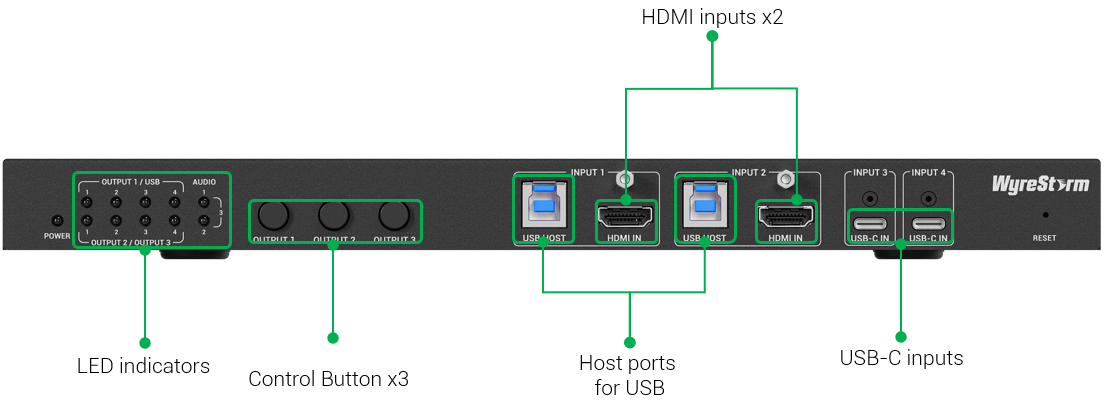 HDMI inputs x2
OUTPUT 1 / USB AUDIO
1 2 3 4 1
3
1 2 3 4 2
OUTPUT 2 / OUTPUT 3
POWER
OUTPUT 1 OUTPUT 2 OUTPUT 3
INPUT 1
USB HOST HDMI IN
INPUT 2
USB HOST HDMI IN
INPUT 3 INPUT 4
USB-C IN USB-C IN
WyreStorm
RESET
LED indicators
Control Button x3
Host ports
for USB
USB-C inputs